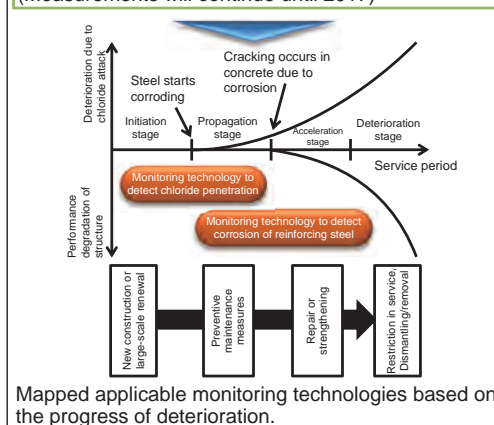 (Measurements will continue until 2017)
Deterioration due to
chloride attack
Cracking occurs in
concrete due to
corrosion
Steel starts
corroding
Initiation
stage
Propagation
stage
Acceleration
stage
Deterioration
stage
Service period
Monitoring technology to
detect chloride penetration
Monitoring technology to detect
corrosion of reinforcing steel
Performance
degradation of
structure
New construction or
large-scale renewal
Preventive
maintenance
measures
Repair or
strengthening
Restriction in service,
Dismantling/removal
Mapped applicable monitoring technologies based on
the progress of deterioration.